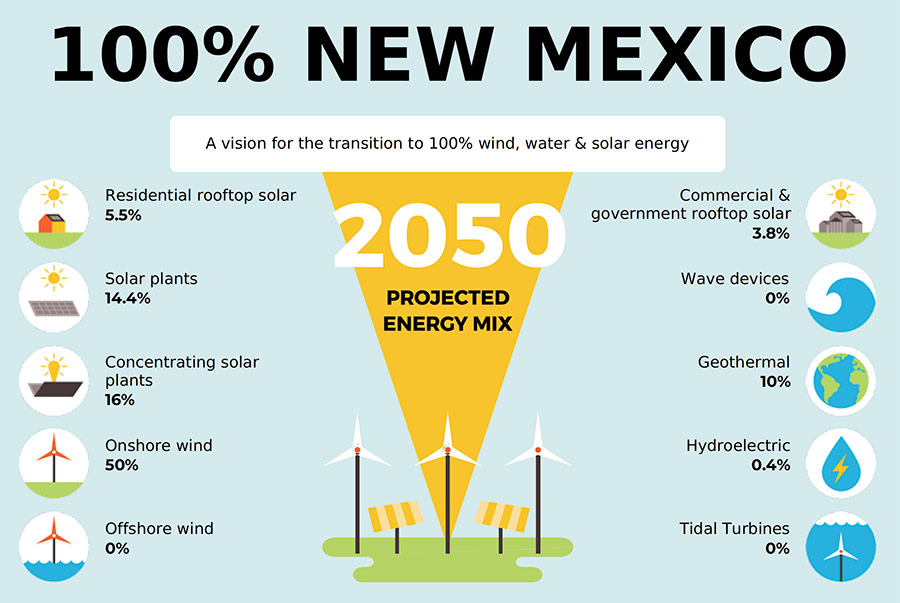 100% NEW MEXICO
A vision for the transition to 100% wind, water & solar energy
2050
PROJECTED
ENERGY MIX
Residential rooftop solar
5.5%
Solar plants
14.4%
Concentrating solar
plants
16%
Onshore wind
50%
Offshore wind
0%
Commercial &
government rooftop solar
3.8%
Wave devices
0%
Geothermal
10%
Hydroelectric
0.4%
Tidal Turbines
0%